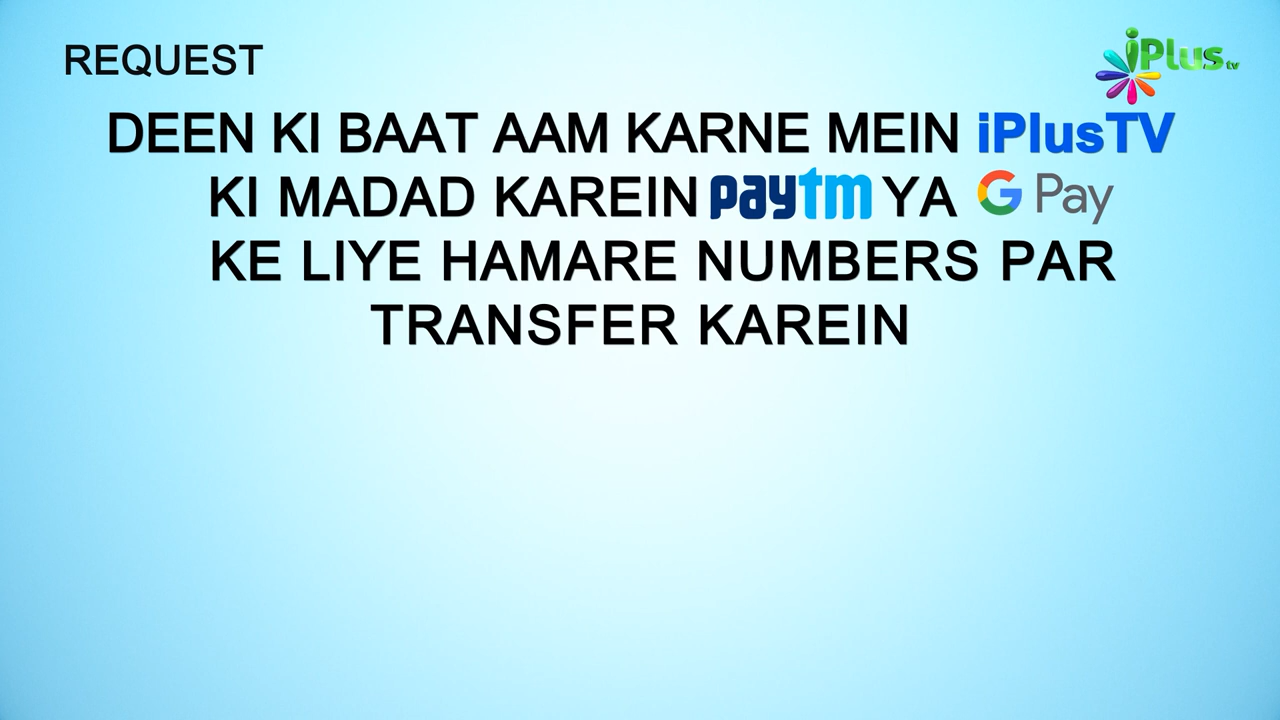 REQUEST
iPlus tv
DEEN KI BAAT AAM KARNE MEIN iPlusTV
KI MADAD KAREIN paytm YA G Pay
KE LIYE HAMARE NUMBERS PAR
TRANSFER KAREIN